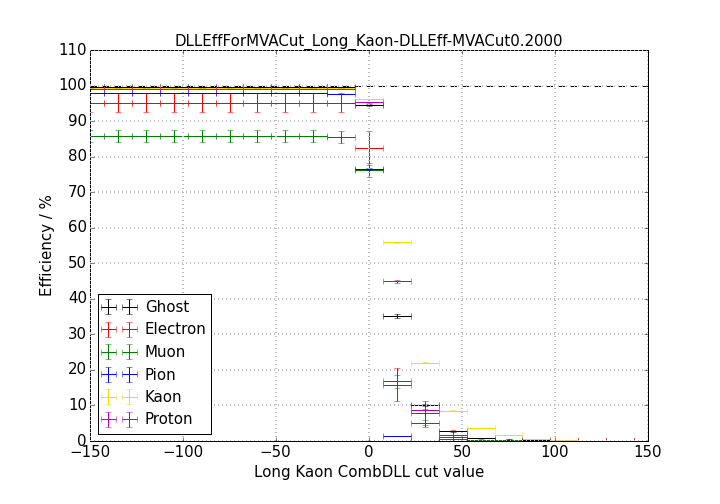 DLLEffForMVACut_Long_Kaon-DLLEff-MVACut0.2000
110
100
90
80
70
60
50
40
30
20
10
0
Efficiency / %
Ghost
Electron
Muon
Pion
Kaon
Proton
−150 −100 −50 0 50 100 150
Long Kaon CombDLL cut value